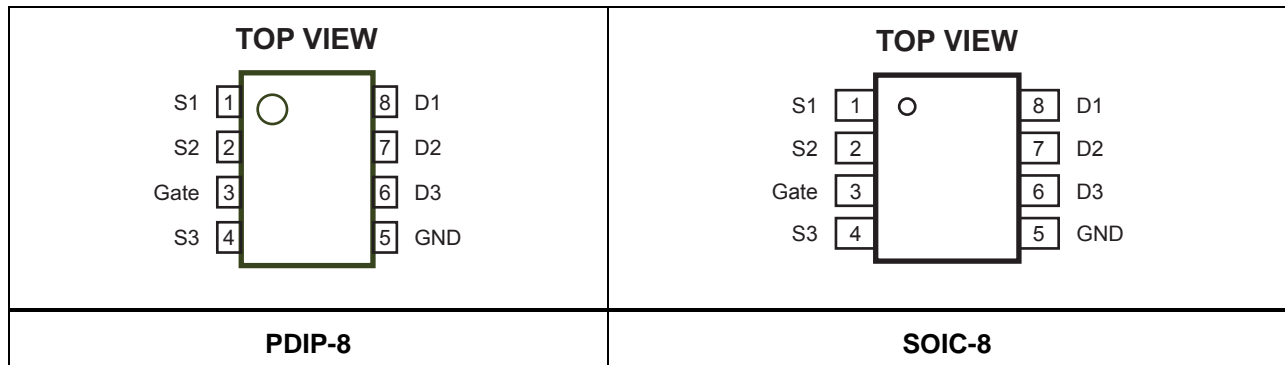 TOP VIEW
S1 1 8 D1
S2 2 7 D2
Gate 3 6 D3
S3 4 5 GND
PDIP-8
TOP VIEW
S1 1 8 D1
S2 2 7 D2
Gate 3 6 D3
S3 4 5 GND
SOIC-8